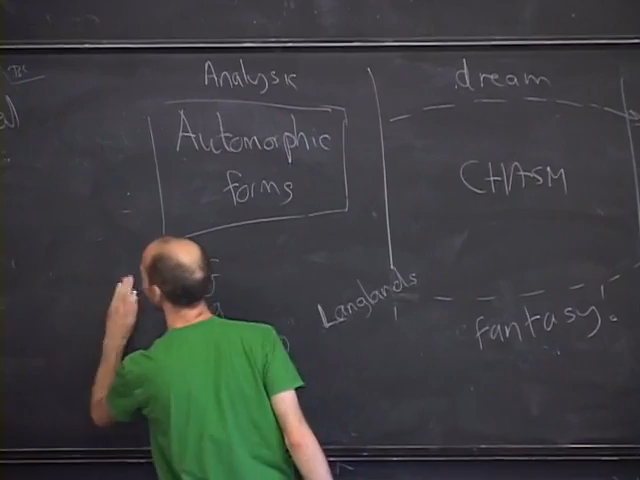 Analysis
Automorphic
forms
dream
CHASM
Langlands
fantasy.